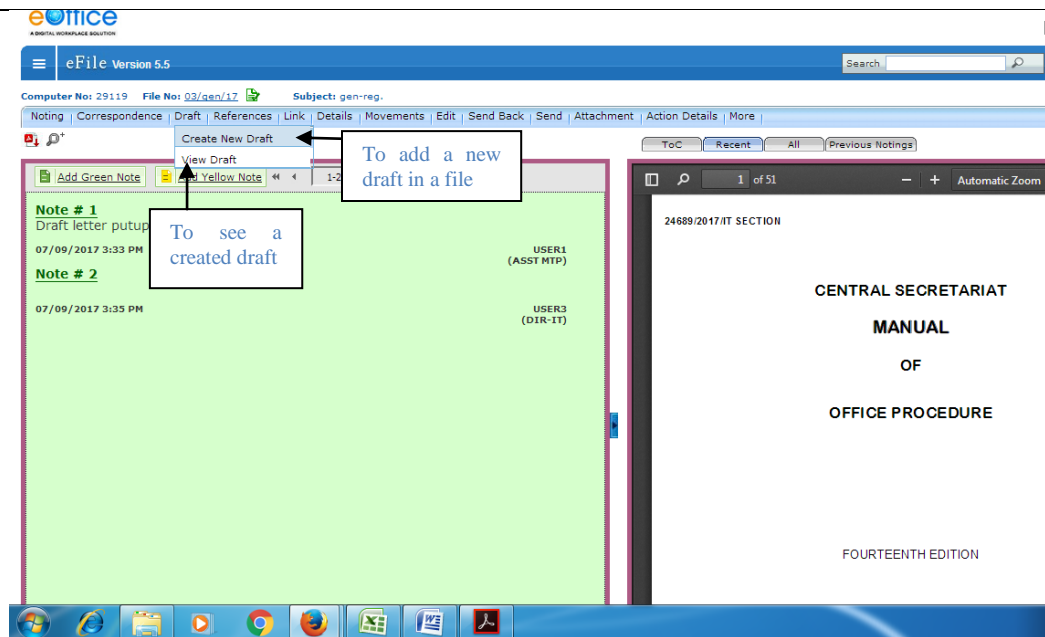 eOffice
A DIGITAL WORKPLACE SOLUTION
eFile Version 5.5
Search
Computer No: 29119 File No: 03/gen/17 Subject: gen-reg.
Noting | Correspondence | Draft | References | Link | Details | Movements | Edit | Send Back | Send | Attachment | Action Details | More |
Create New Draft
View Draft
To add a new
draft in a file
ToC Recent All Previous Notings
Add Green Note Add Yellow Note 1-2
1 of 51 Automatic Zoom
Note # 1
Draft letter putup
To see a
created draft
07/09/2017 3:33 PM USER1
(ASST MTP)
Note # 2
07/09/2017 3:35 PM USER3
(DIR-IT)
24689/2017/IT SECTION
CENTRAL SECRETARIAT
MANUAL
OF
OFFICE PROCEDURE
FOURTEENTH EDITION